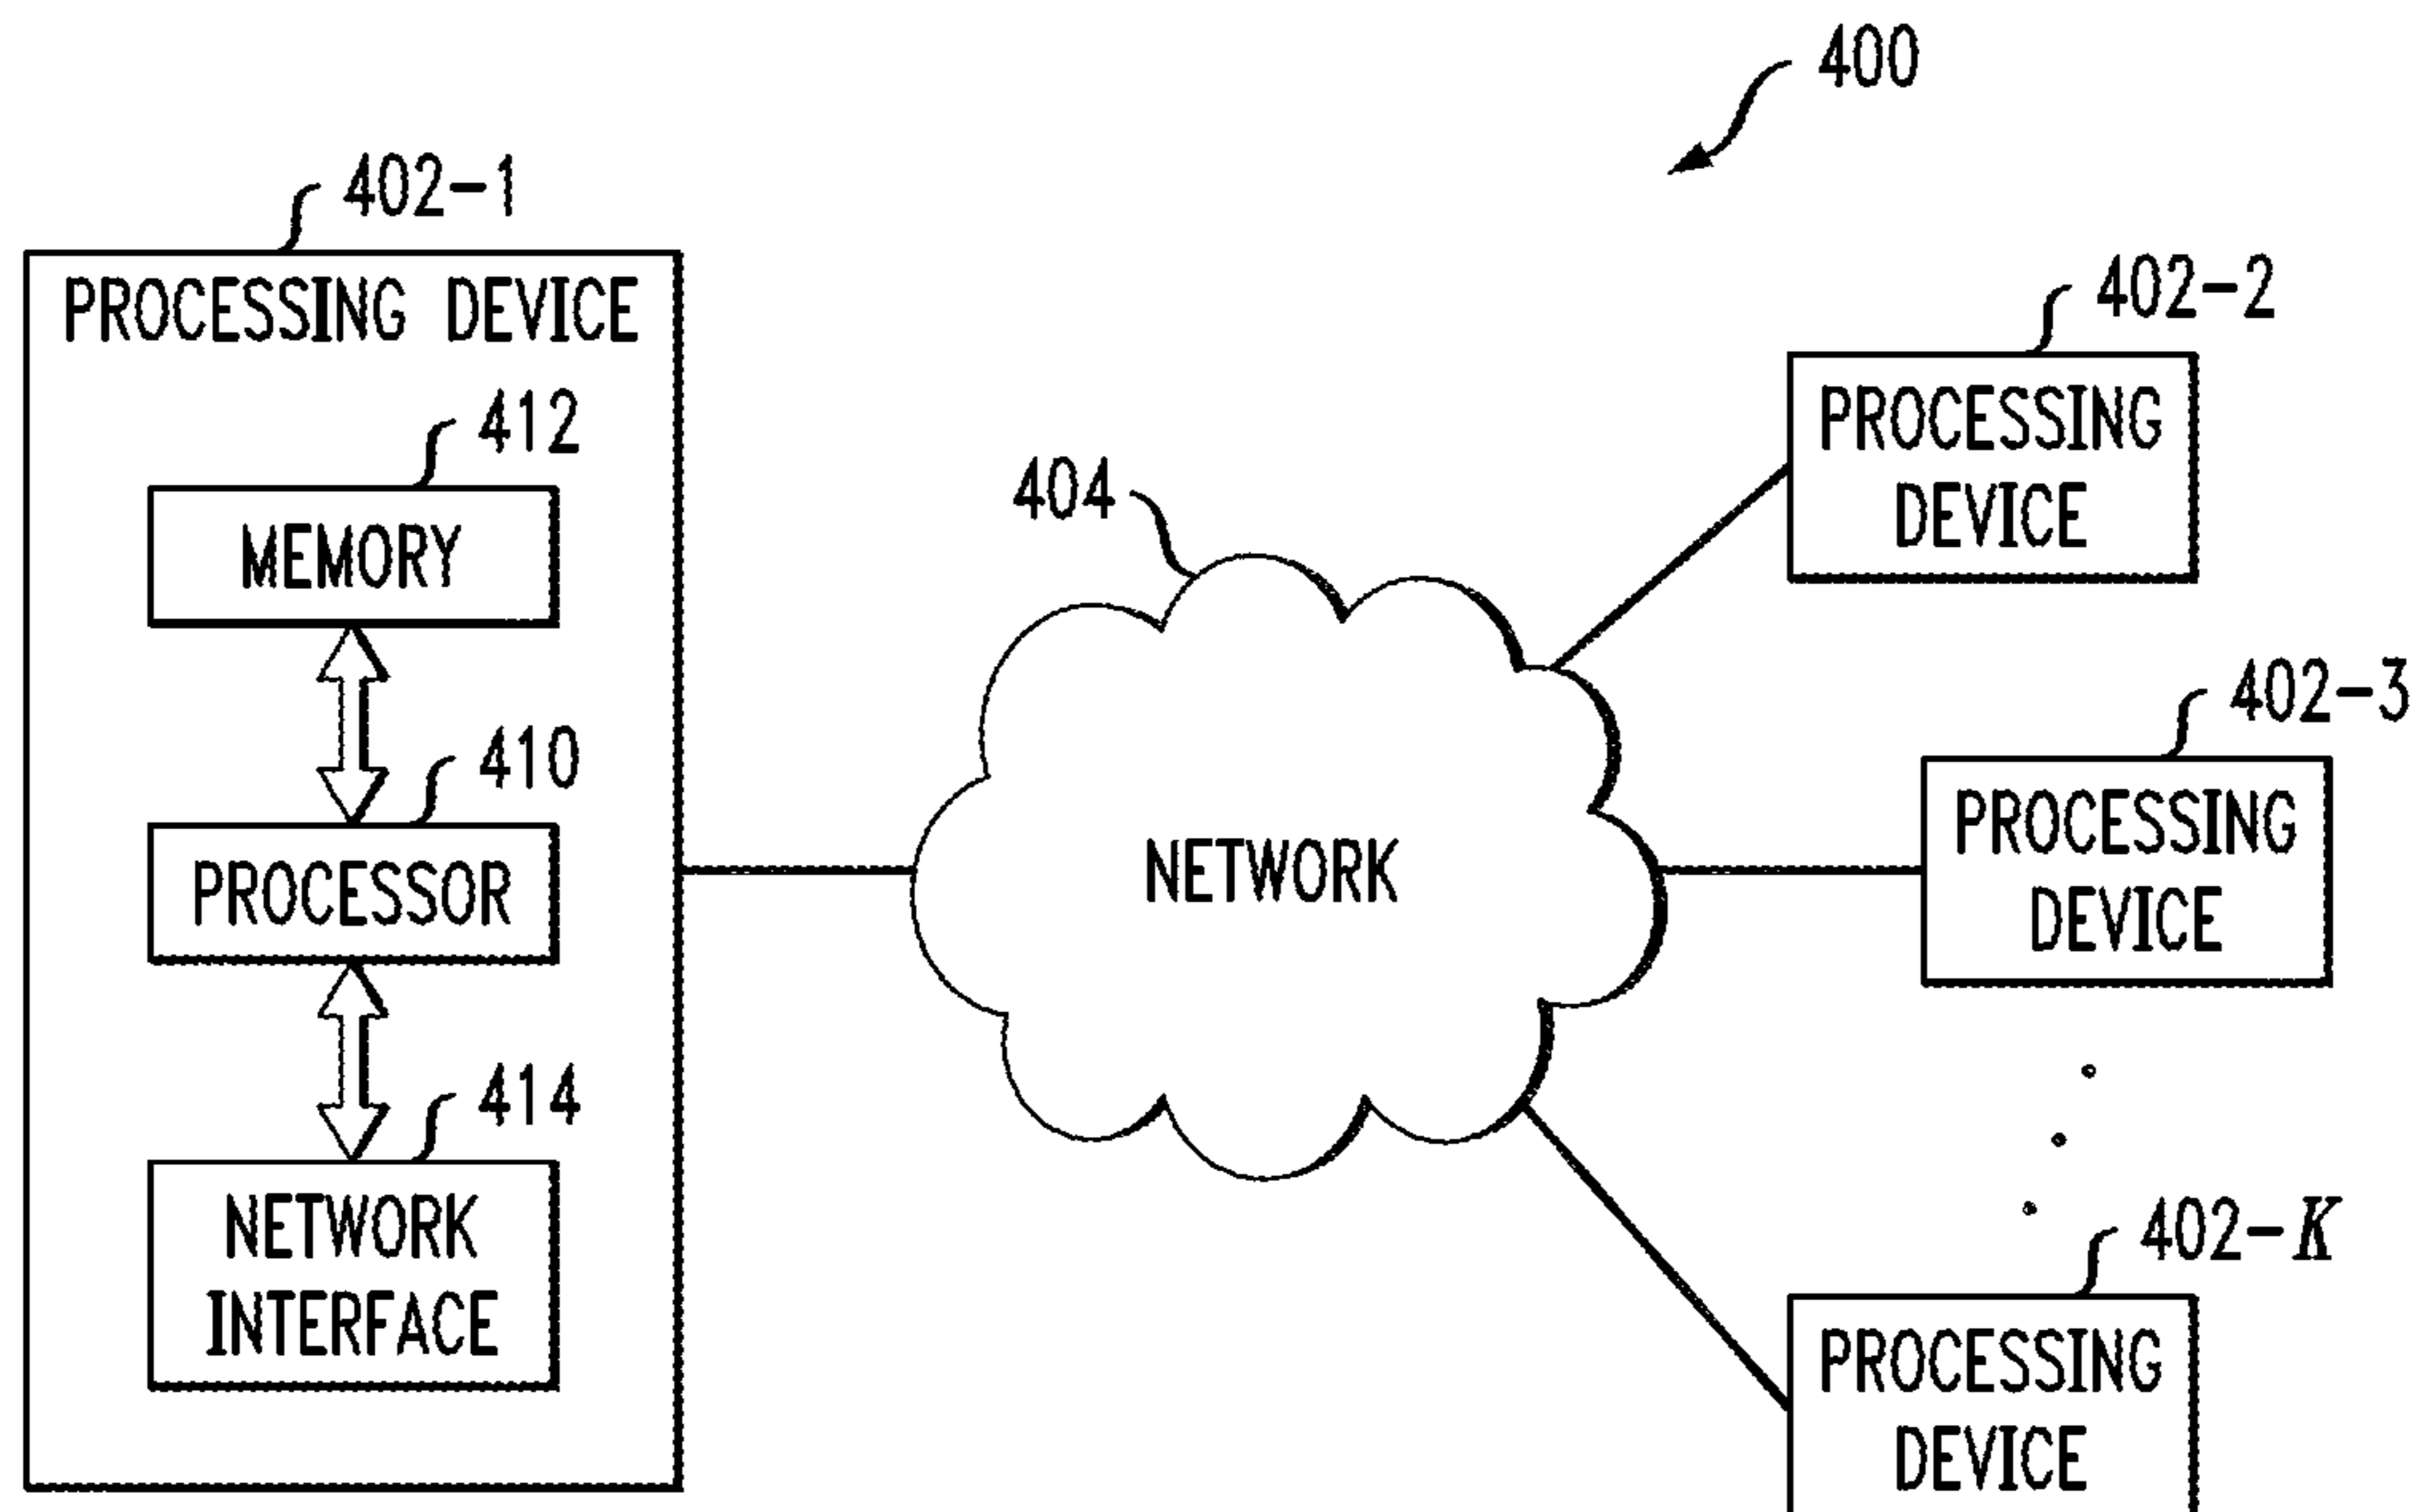 400
402-1
PROCESSING DEVICE
412
MEMORY
410
PROCESSOR
414
NETWORK
INTERFACE
404
NETWORK
402-2
PROCESSING
DEVICE
402-3
PROCESSING
DEVICE
402-K
PROCESSING
DEVICE